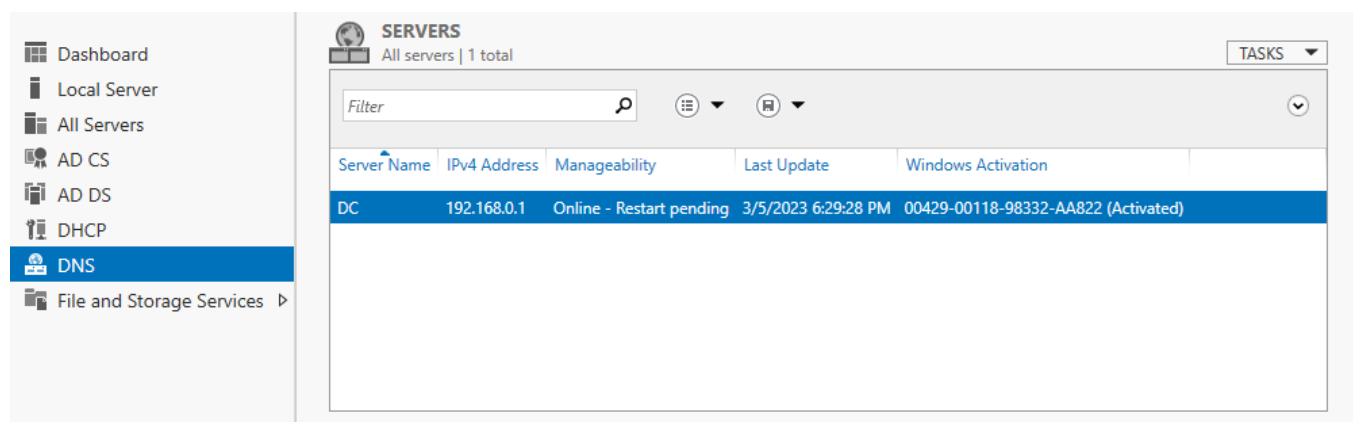 Dashboard
Local Server
All Servers
AD CS
AD DS
DHCP
DNS
File and Storage Services
SERVERS
All servers | 1 total
TASKS
Filter
Server Name IPv4 Address Manageability Last Update Windows Activation
DC 192.168.0.1 Online - Restart pending 3/5/2023 6:29:28 PM 00429-00118-98332-AA822 (Activated)